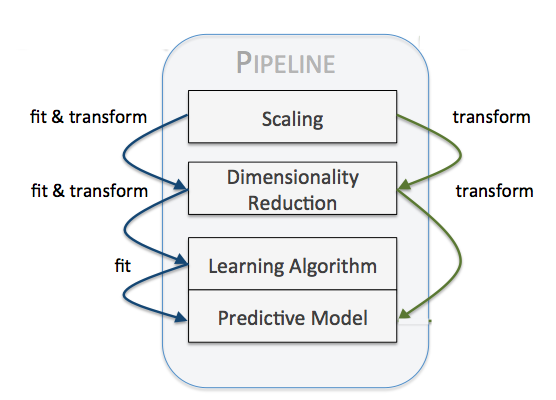 PIPELINE
fit & transform
Scaling
transform
fit & transform
Dimensionality
Reduction
transform
fit
Learning Algorithm
Predictive Model